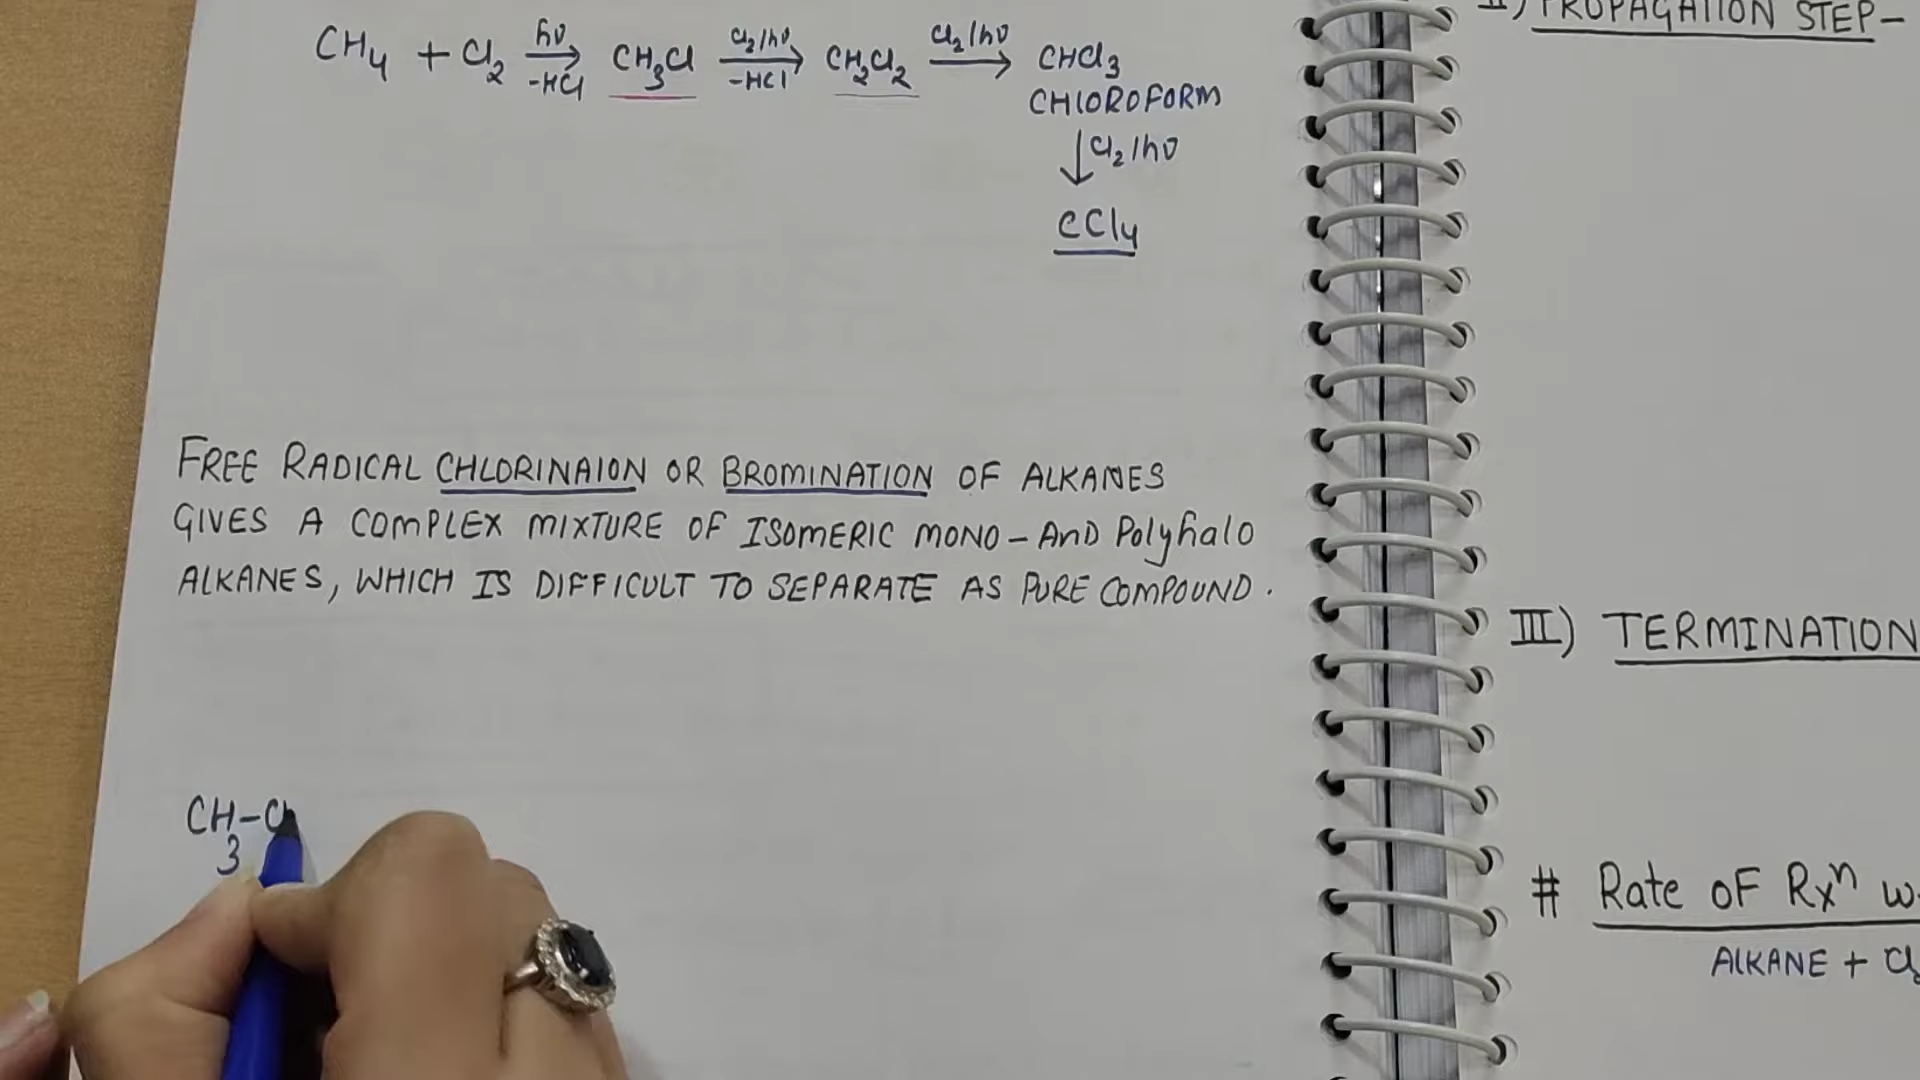 CH4 + Cl2 hν → -HCl CH3Cl Cl2/hν → -HCl CH2Cl2 Cl2/hν → CHCl3
CHLOROFORM
↓ Cl2/hν
CCl4
FREE RADICAL CHLORINAION OR BROMINATION OF ALKANES
GIVES A COMPLEX MIXTURE OF ISOMERIC MONO-AND Polyhalo
ALKANES, WHICH IS DIFFICULT TO SEPARATE AS PURE COMPOUND.
CH3-C
II) PROPAGATION STEP-
III) TERMINATION
# Rate OF Rxn w
ALKANE + Cl